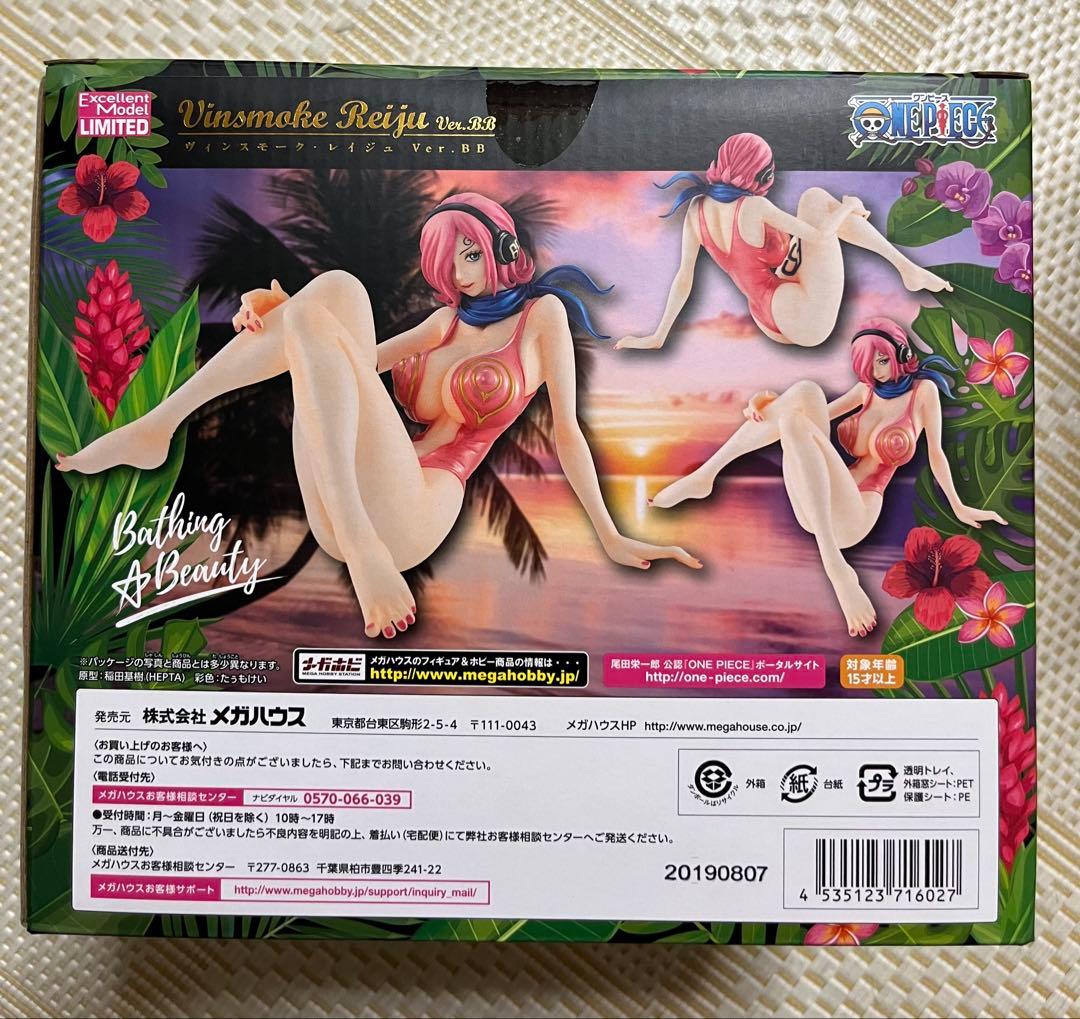 Excellent
Model
LIMITED
Vinsmoke Reiju Ver.BB
ヴィンスモーク・レイジュ Ver.BB
ワンピース
ONE PIECE
Bathing
Beauty
※パッケージの写真と商品とは多少異なります。
原型:稲田基樹(HEPTA) 彩色:たぅもけい
メガホビ
MEGA HOBBY STATION
メガハウスのフィギュア&ホビー商品の情報は・・・
http://www.megahobby.jp/
尾田栄一郎 公認『ONE PIECE』ポータルサイト
http://one-piece.com/
対象年齢
15才以上
発売元 株式会社メガハウス 東京都台東区駒形2-5-4 〒111-0043 メガハウスHP http://www.megahouse.co.jp/
〈お買い上げのお客様へ〉
この商品についてお気付きの点がございましたら、下記までお問い合わせください。
〈電話受付先〉
メガハウスお客様相談センター ナビダイヤル 0570-066-039
●受付時間:月〜金曜日(祝日を除く) 10時〜17時
万一、商品に不具合がございましたら不良内容を明記の上、着払い(宅配便)にて弊社お客様相談センターへご発送ください。
〈商品送付先〉
メガハウスお客様相談センター 〒277-0863 千葉県柏市豊四季241-22
メガハウスお客様サポート http://www.megahobby.jp/support/inquiry_mail/
ダンボールはリサイクル
外箱
紙
台紙
プラ
透明トレイ、
外箱窓シート:PET
保護シート:PE
20190807
4 535123 716027